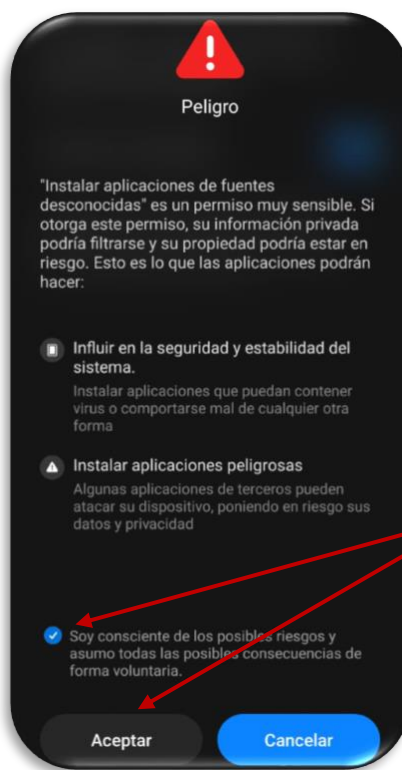 Peligro
"Instalar aplicaciones de fuentes
desconocidas" es un permiso muy sensible. Si
otorga este permiso, su información privada
podría filtrarse y su propiedad podría estar en
riesgo. Esto es lo que las aplicaciones podrán
hacer:
Influir en la seguridad y estabilidad del
sistema.
Instalar aplicaciones que puedan contener
virus o comportarse mal de cualquier otra
forma
Instalar aplicaciones peligrosas
Algunas aplicaciones de terceros pueden
atacar su dispositivo, poniendo en riesgo sus
datos y privacidad
Soy consciente de los posibles riesgos y
asumo todas las posibles consecuencias de
forma voluntaria.
Aceptar
Cancelar